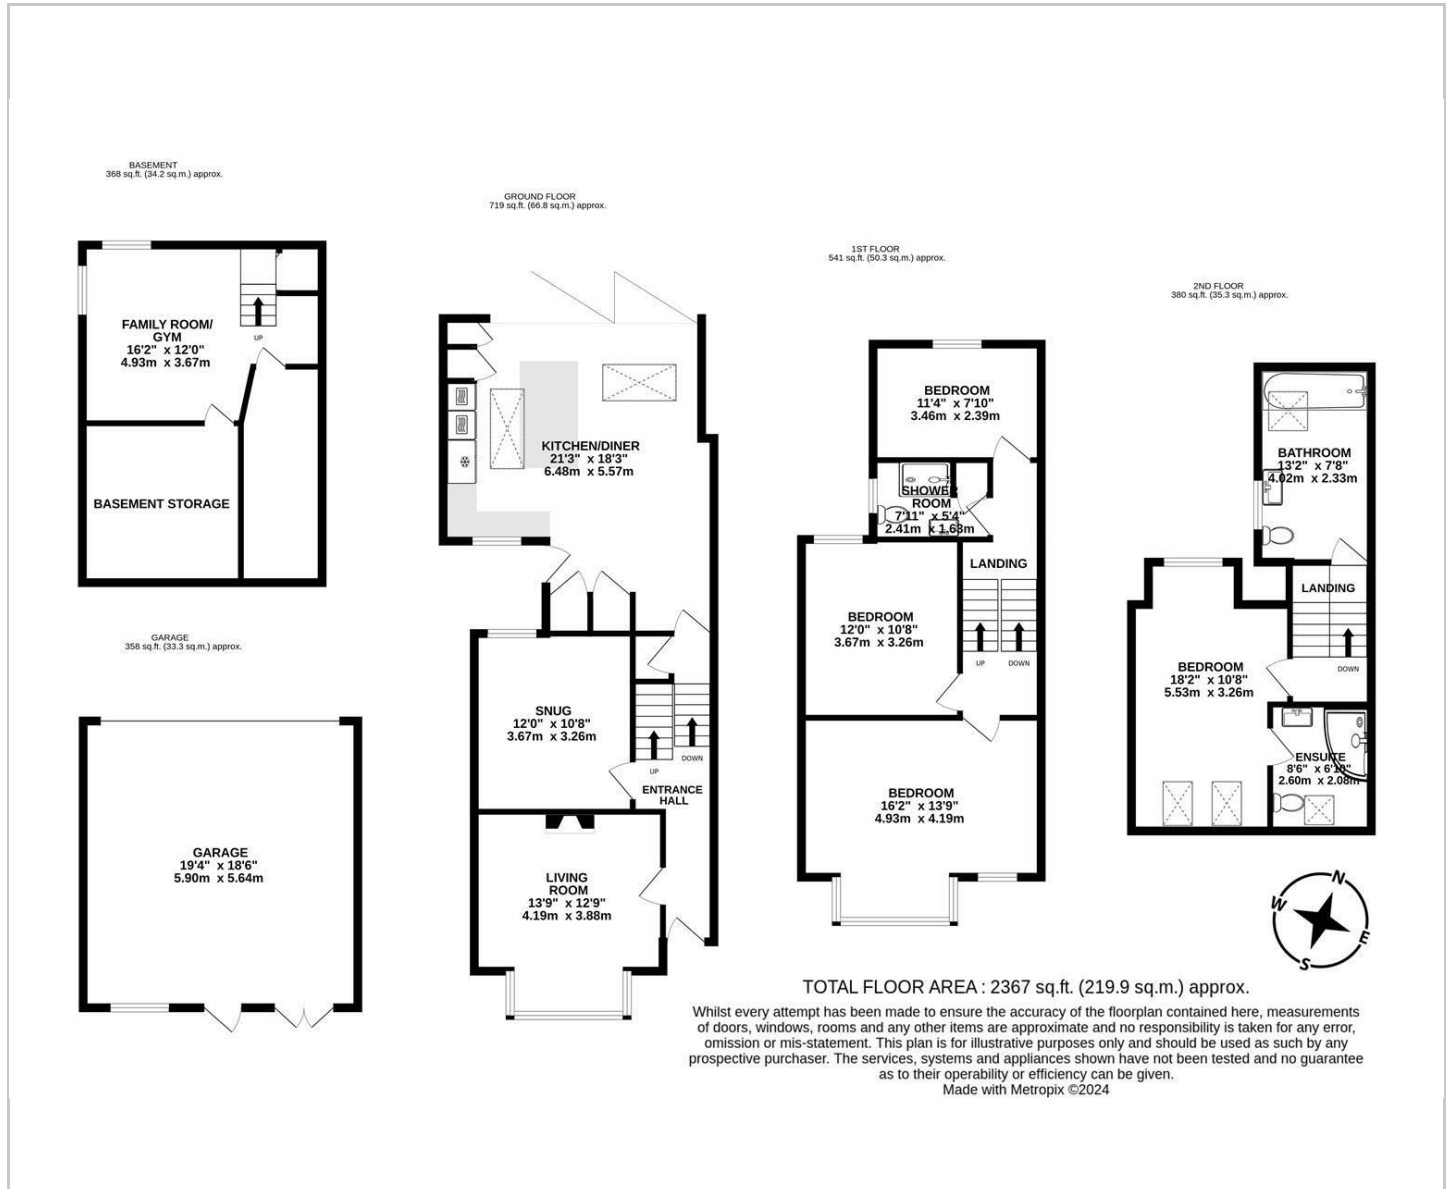 BASEMENT
368 sq.ft. (34.2 sq.m.) approx.
FAMILY ROOM/
GYM
16'2" x 12'0"
4.93m x 3.67m
UP
BASEMENT STORAGE
GARAGE
358 sq.ft. (33.3 sq.m.) approx.
GARAGE
19'4" x 18'6"
5.90m x 5.64m
GROUND FLOOR
719 sq.ft. (66.8 sq.m.) approx.
KITCHEN/DINER
21'3" x 18'3"
6.48m x 5.57m
SNUG
12'0" x 10'8"
3.67m x 3.26m
UP
DOWN
ENTRANCE
HALL
LIVING
ROOM
13'9" x 12'9"
4.19m x 3.88m
1ST FLOOR
541 sq.ft. (50.3 sq.m.) approx.
BEDROOM
11'4" x 7'10"
3.46m x 2.39m
SHOWER
ROOM
7'11" x 5'4"
2.41m x 1.63m
LANDING
BEDROOM
12'0" x 10'8"
3.67m x 3.26m
UP
DOWN
BEDROOM
16'2" x 13'9"
4.93m x 4.19m
2ND FLOOR
380 sq.ft. (35.3 sq.m.) approx.
BATHROOM
13'2" x 7'8"
4.02m x 2.33m
LANDING
DOWN
BEDROOM
18'2" x 10'8"
5.53m x 3.26m
ENSUITE
8'6" x 6'10"
2.60m x 2.08m
N
W
E
S
TOTAL FLOOR AREA : 2367 sq.ft. (219.9 sq.m.) approx.
Whilst every attempt has been made to ensure the accuracy of the floorplan contained here, measurements
of doors, windows, rooms and any other items are approximate and no responsibility is taken for any error,
omission or mis-statement. This plan is for illustrative purposes only and should be used as such by any
prospective purchaser. The services, systems and appliances shown have not been tested and no guarantee
as to their operability or efficiency can be given.
Made with Metropix ©2024